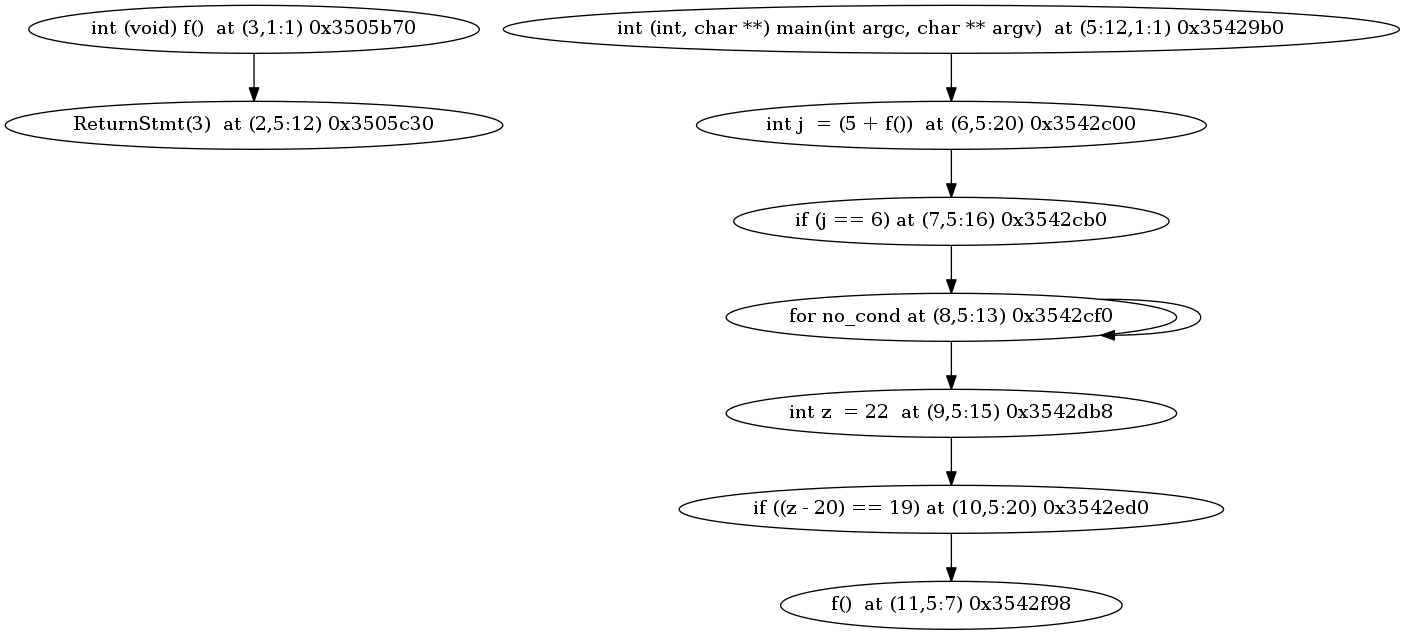 int (void) f()  at (3,1:1) 0x3505b70
int (int, char **) main(int argc, char ** argv)  at (5:12,1:1) 0x35429b0
ReturnStmt(3)  at (2,5:12) 0x3505c30
int j  = (5 + f())  at (6,5:20) 0x3542c00
if (j == 6) at (7,5:16) 0x3542cb0
for no_cond at (8,5:13) 0x3542cf0
int z  = 22  at (9,5:15) 0x3542db8
if ((z - 20) == 19) at (10,5:20) 0x3542ed0
f()  at (11,5:7) 0x3542f98